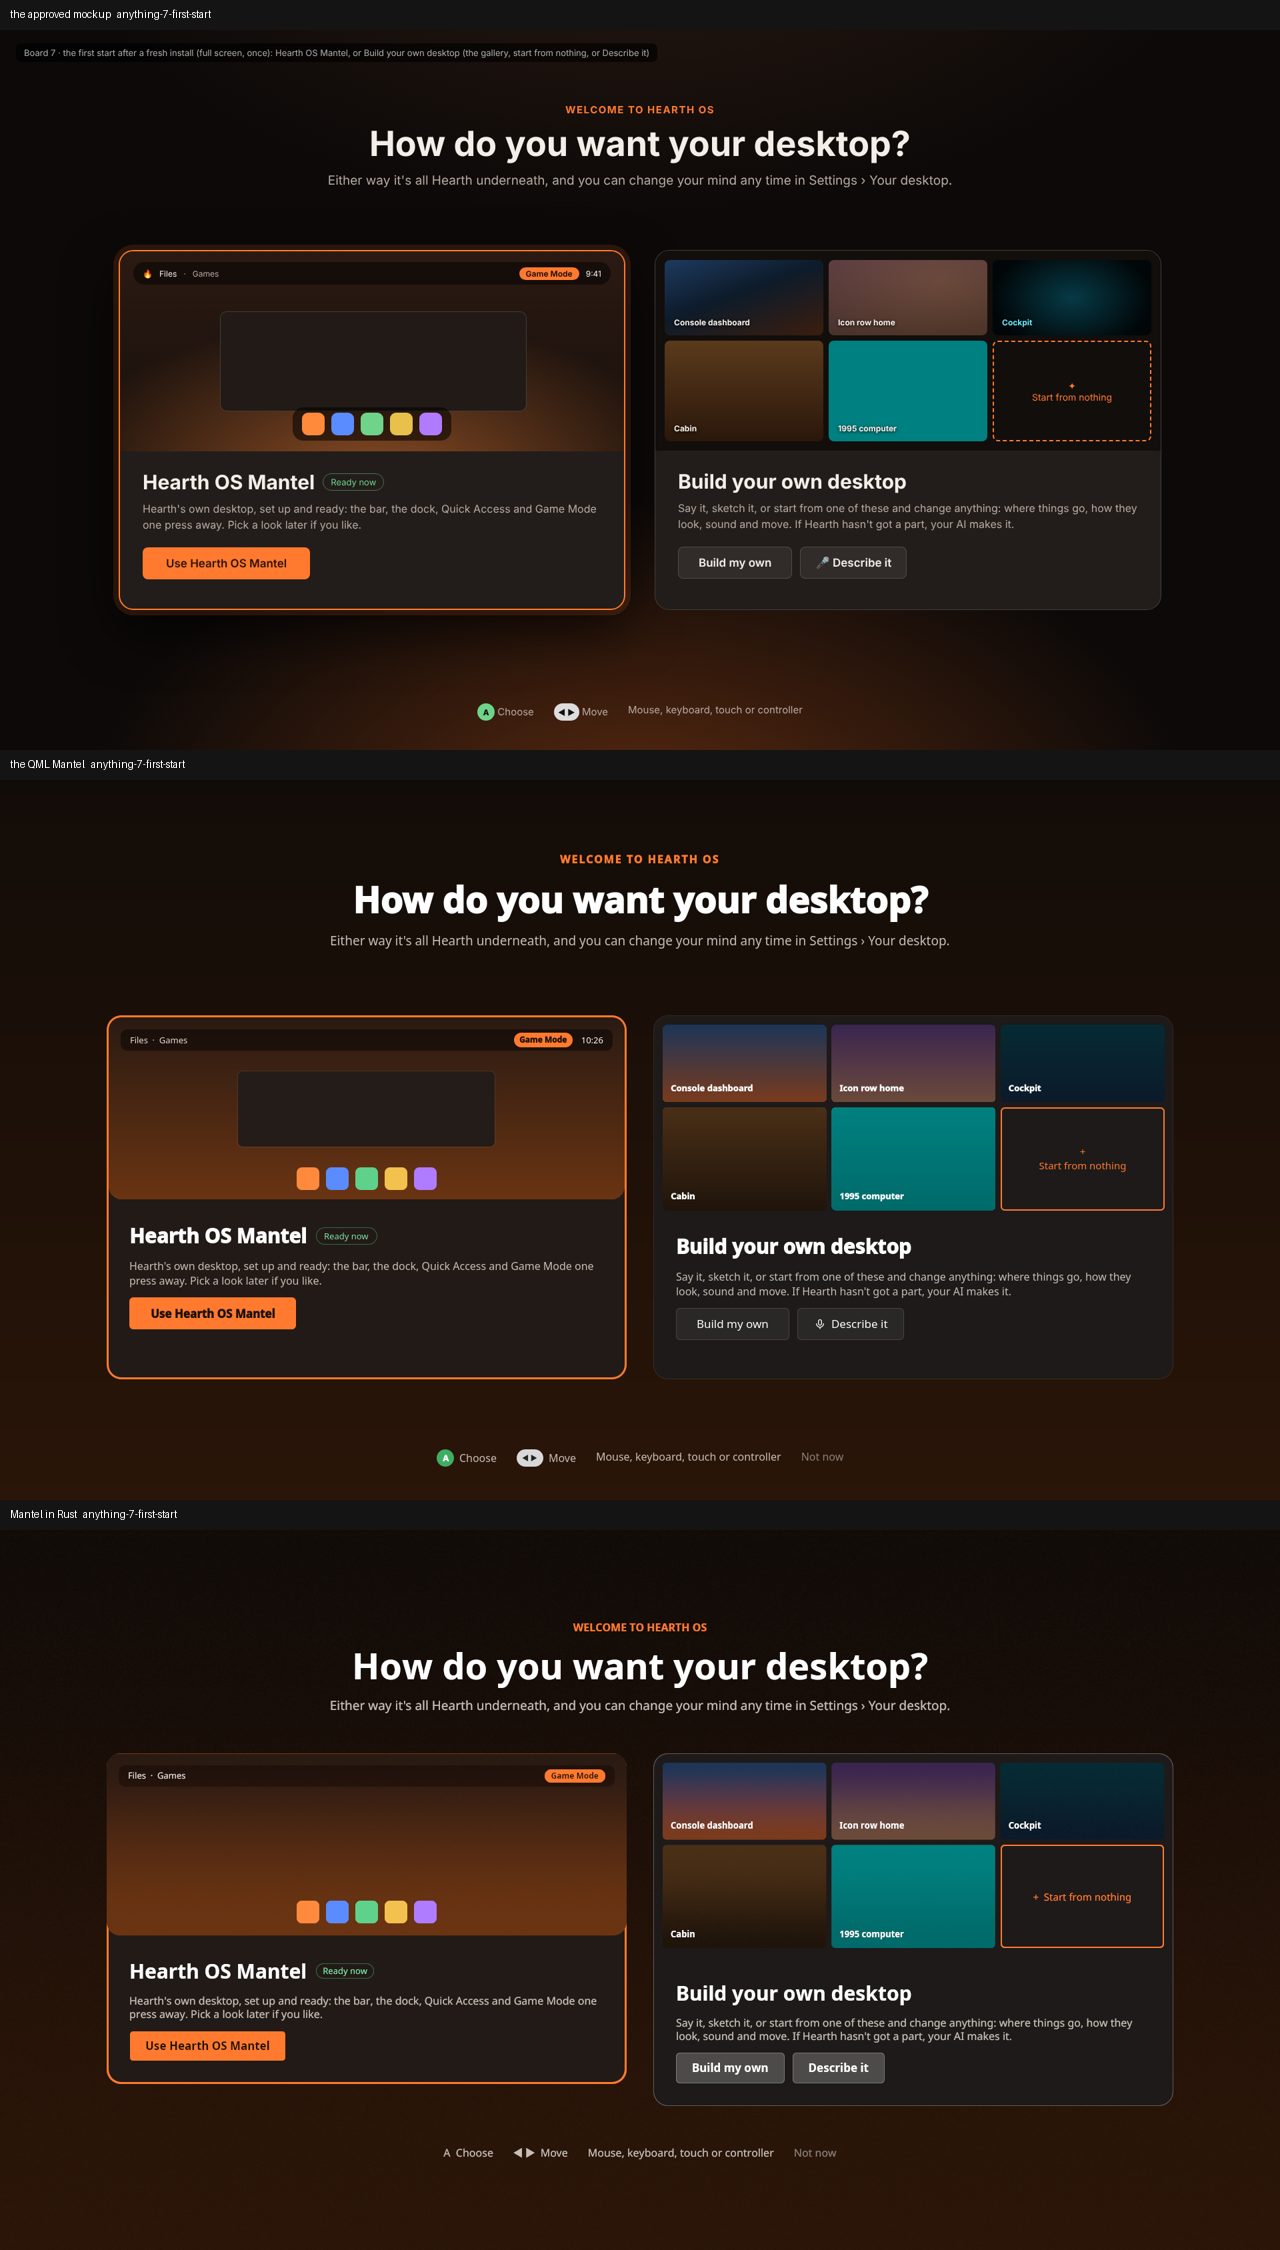 the approved mockup anything-7-first-start
Board 7 · the first start after a fresh install (full screen, once): Hearth OS Mantel, or Build your own desktop (the gallery, start from nothing, or Describe it)
WELCOME TO HEARTH OS
How do you want your desktop?
Either way it's all Hearth underneath, and you can change your mind any time in Settings › Your desktop.
Files · Games
Game Mode 9:41
Hearth OS Mantel Ready now
Hearth's own desktop, set up and ready: the bar, the dock, Quick Access and Game Mode
one press away. Pick a look later if you like.
Use Hearth OS Mantel
Console dashboard
Icon row home
Cockpit
Cabin
1995 computer
✦
Start from nothing
Build your own desktop
Say it, sketch it, or start from one of these and change anything: where things go, how they
look, sound and move. If Hearth hasn't got a part, your AI makes it.
Build my own
🎤 Describe it
A Choose ◀▶ Move Mouse, keyboard, touch or controller
the QML Mantel anything-7-first-start
WELCOME TO HEARTH OS
How do you want your desktop?
Either way it's all Hearth underneath, and you can change your mind any time in Settings › Your desktop.
Files · Games
Game Mode 10:26
Hearth OS Mantel Ready now
Hearth's own desktop, set up and ready: the bar, the dock, Quick Access and Game Mode one
press away. Pick a look later if you like.
Use Hearth OS Mantel
Console dashboard
Icon row home
Cockpit
Cabin
1995 computer
+
Start from nothing
Build your own desktop
Say it, sketch it, or start from one of these and change anything: where things go, how they
look, sound and move. If Hearth hasn't got a part, your AI makes it.
Build my own
Describe it
A Choose ◀▶ Move Mouse, keyboard, touch or controller Not now
Mantel in Rust anything-7-first-start
WELCOME TO HEARTH OS
How do you want your desktop?
Either way it's all Hearth underneath, and you can change your mind any time in Settings › Your desktop.
Files · Games
Game Mode
Hearth OS Mantel Ready now
Hearth's own desktop, set up and ready: the bar, the dock, Quick Access and Game Mode one
press away. Pick a look later if you like.
Use Hearth OS Mantel
Console dashboard
Icon row home
Cockpit
Cabin
1995 computer
+ Start from nothing
Build your own desktop
Say it, sketch it, or start from one of these and change anything: where things go, how they
look, sound and move. If Hearth hasn't got a part, your AI makes it.
Build my own
Describe it
A Choose ◀▶ Move Mouse, keyboard, touch or controller Not now